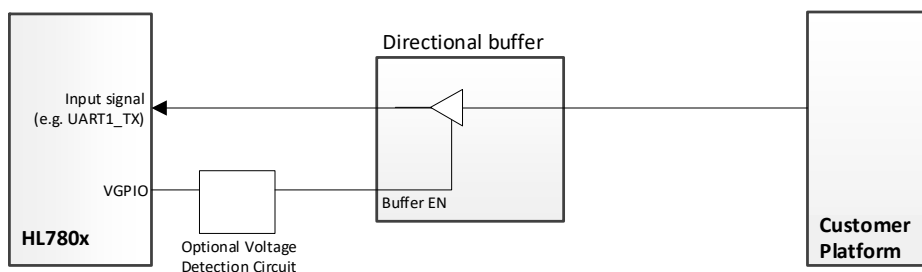 Directional buffer
Input signal
(e.g. UART1_TX)
VGPIO
Buffer EN
HL780x
Optional Voltage
Detection Circuit
Customer
Platform